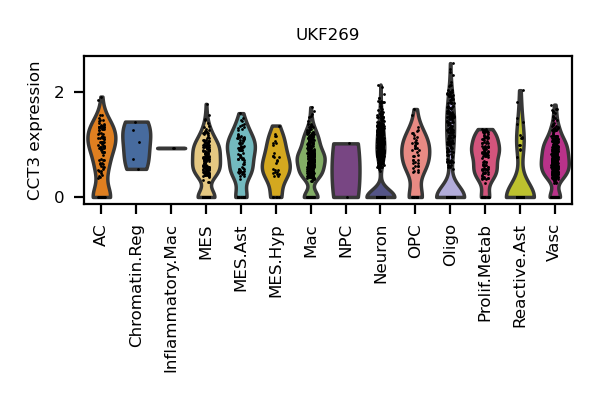 UKF269
CCT3 expression
2
0
AC
Chromatin.Reg
Inflammatory.Mac
MES
MES.Ast
MES.Hyp
Mac
NPC
Neuron
OPC
Oligo
Prolif.Metab
Reactive.Ast
Vasc